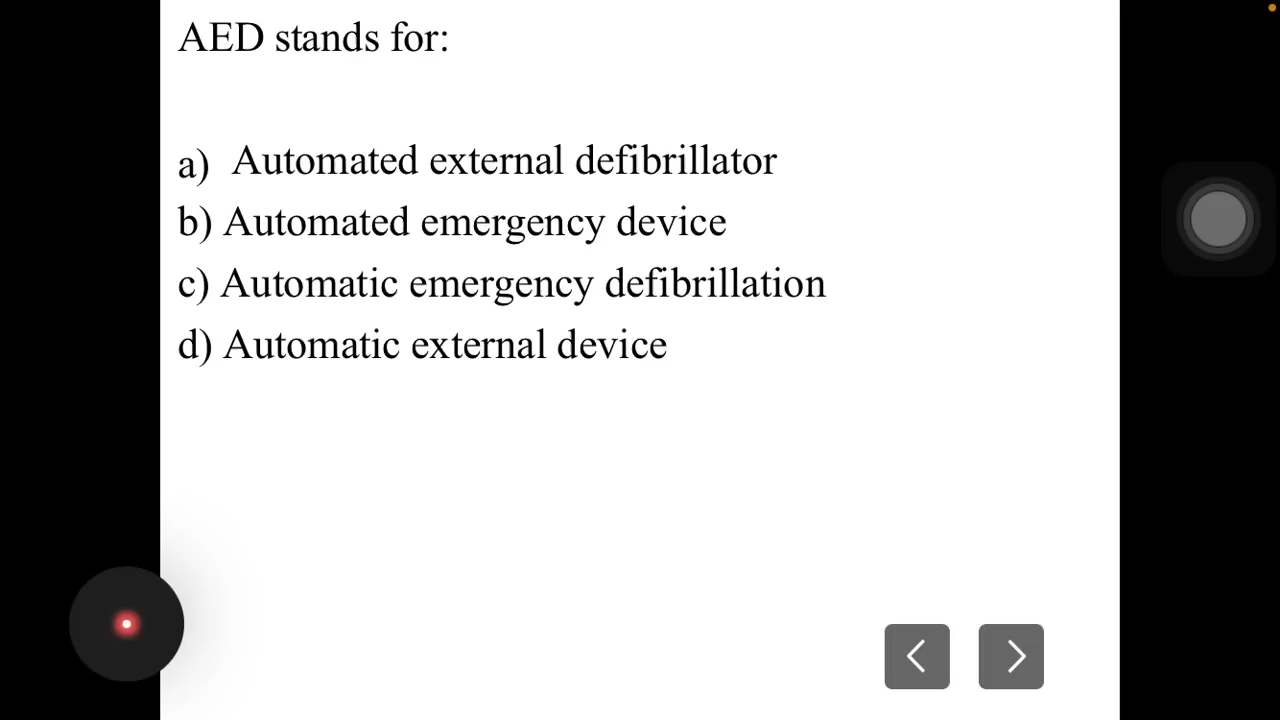 AED stands for:
a) Automated external defibrillator
b) Automated emergency device
c) Automatic emergency defibrillation
d) Automatic external device